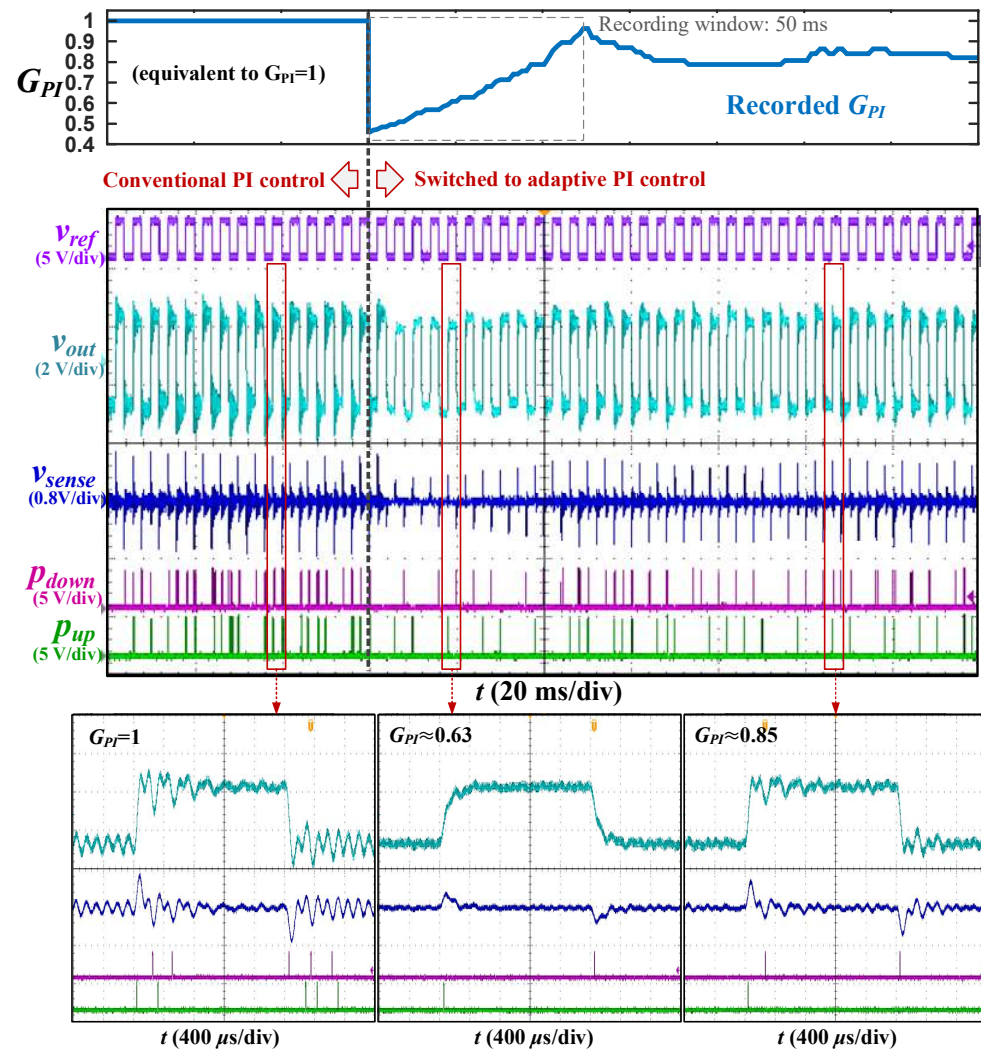 1
0.9
0.8
0.7
0.6
0.5
0.4
G_PI
(equivalent to G_PI=1)
Recording window: 50 ms
Recorded G_PI
Conventional PI control
Switched to adaptive PI control
v_ref
(5 V/div)
v_out
(2 V/div)
v_sense
(0.8V/div)
p_down
(5 V/div)
p_up
(5 V/div)
t (20 ms/div)
G_PI=1
G_PI≈0.63
G_PI≈0.85
t (400 μs/div)
t (400 μs/div)
t (400 μs/div)